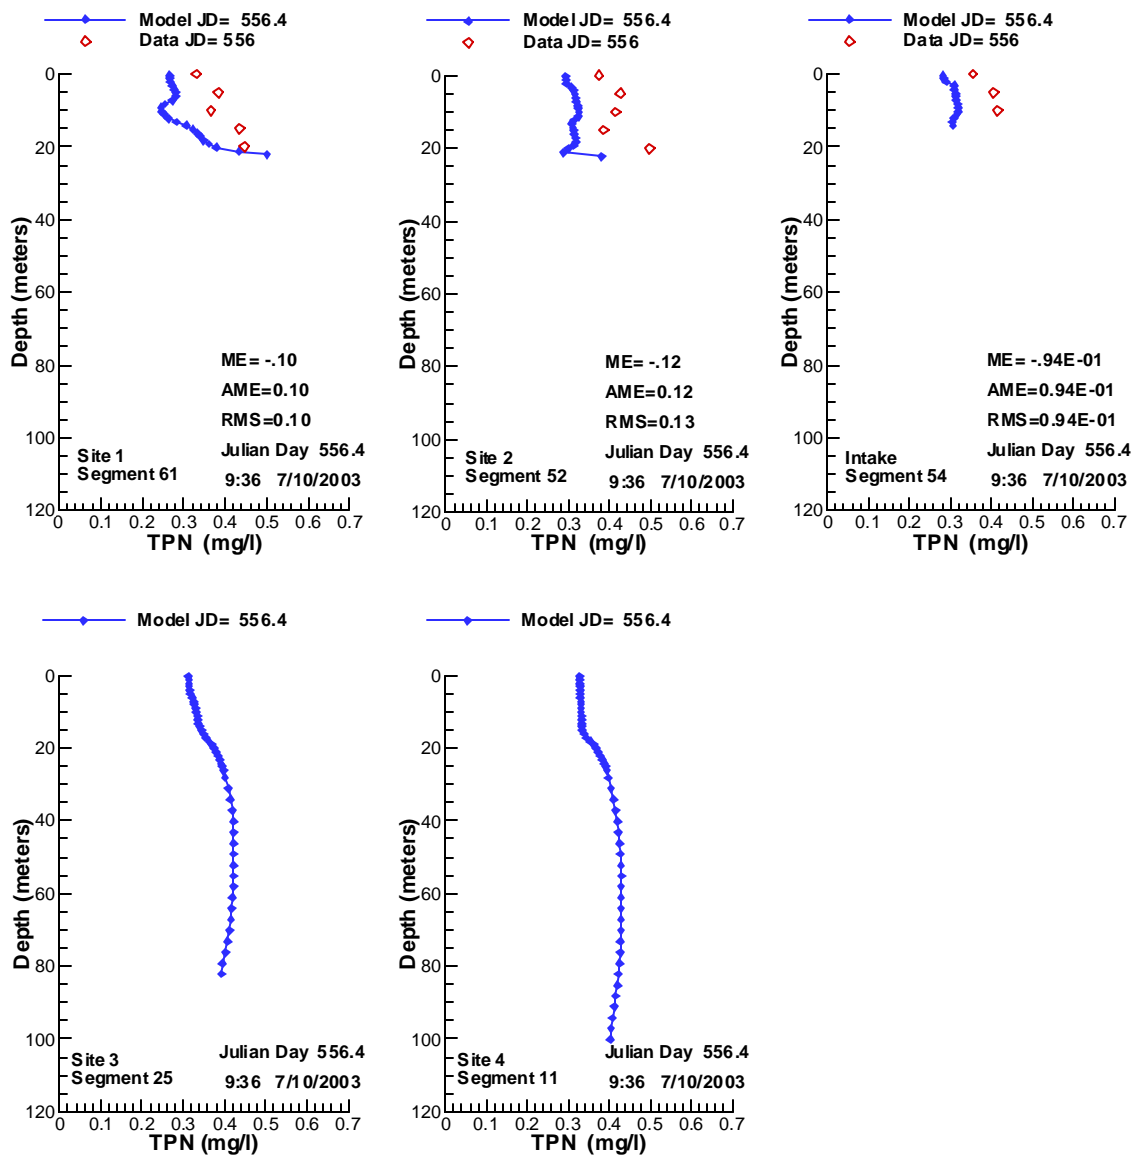 Model JD= 556.4
Data JD= 556
0
20
40
60
80
100
120
Depth (meters)
ME= -.10
AME=0.10
RMS=0.10
Julian Day 556.4
9:36 7/10/2003
Site 1
Segment 61
0 0.1 0.2 0.3 0.4 0.5 0.6 0.7
TPN (mg/l)
Model JD= 556.4
Data JD= 556
0
20
40
60
80
100
120
Depth (meters)
ME= -.12
AME=0.12
RMS=0.13
Julian Day 556.4
9:36 7/10/2003
Site 2
Segment 52
0 0.1 0.2 0.3 0.4 0.5 0.6 0.7
TPN (mg/l)
Model JD= 556.4
Data JD= 556
0
20
40
60
80
100
120
Depth (meters)
ME= -.94E-01
AME=0.94E-01
RMS=0.94E-01
Julian Day 556.4
9:36 7/10/2003
Intake
Segment 54
0 0.1 0.2 0.3 0.4 0.5 0.6 0.7
TPN (mg/l)
Model JD= 556.4
0
20
40
60
80
100
120
Depth (meters)
Julian Day 556.4
9:36 7/10/2003
Site 3
Segment 25
0 0.1 0.2 0.3 0.4 0.5 0.6 0.7
TPN (mg/l)
Model JD= 556.4
0
20
40
60
80
100
120
Depth (meters)
Julian Day 556.4
9:36 7/10/2003
Site 4
Segment 11
0 0.1 0.2 0.3 0.4 0.5 0.6 0.7
TPN (mg/l)